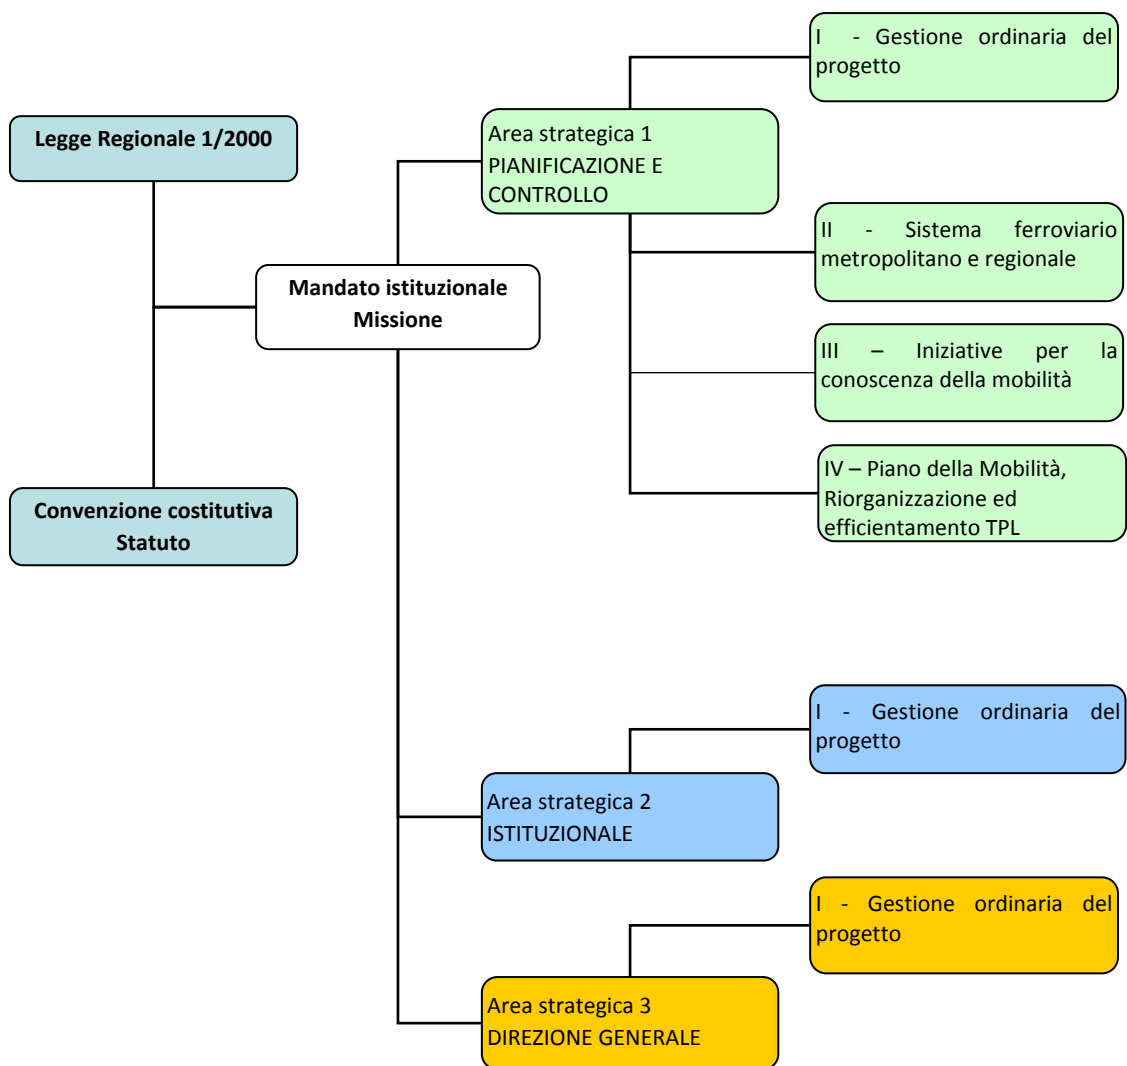 I - Gestione ordinaria del
progetto
Legge Regionale 1/2000
Area strategica 1
PIANIFICAZIONE E
CONTROLLO
II - Sistema ferroviario
metropolitano e regionale
Mandato istituzionale
Missione
III – Iniziative per la
conoscenza della mobilità
IV – Piano della Mobilità,
Riorganizzazione ed
efficientamento TPL
Convenzione costitutiva
Statuto
I - Gestione ordinaria del
progetto
Area strategica 2
ISTITUZIONALE
I - Gestione ordinaria del
progetto
Area strategica 3
DIREZIONE GENERALE